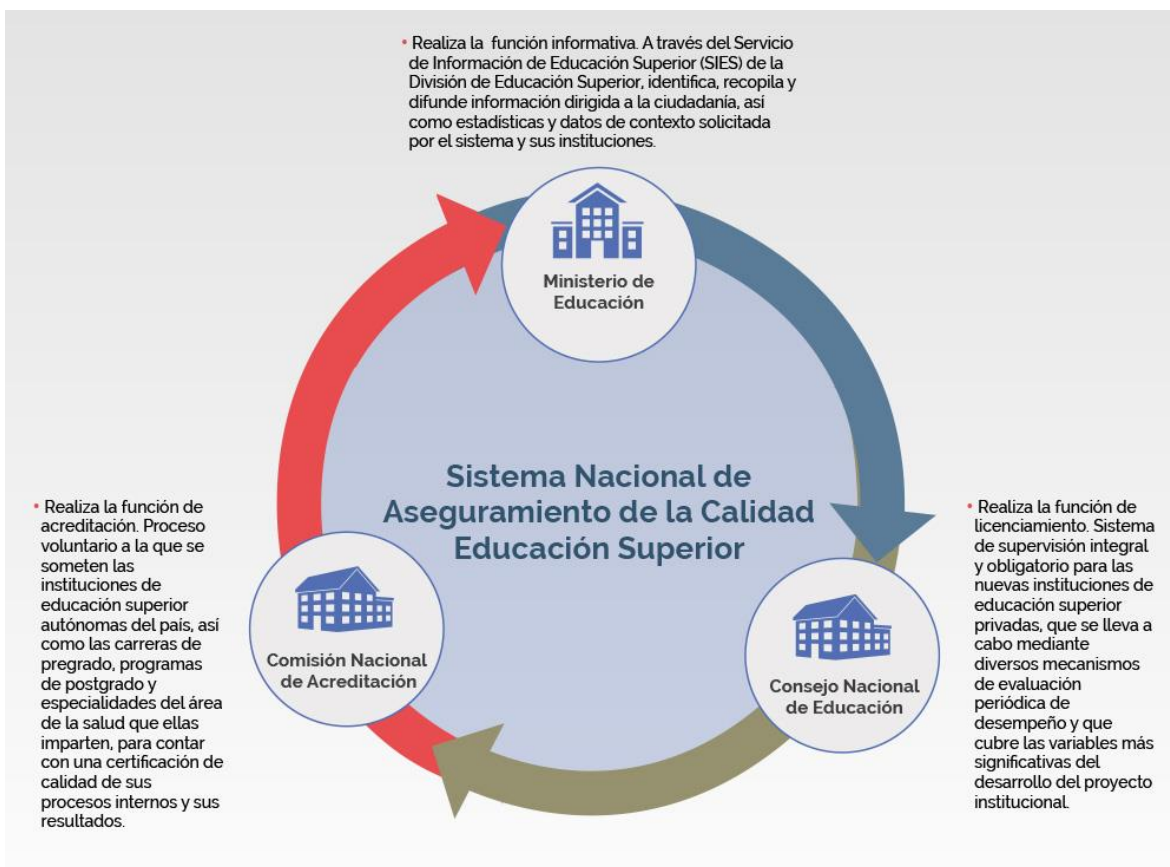 • Realiza la función informativa. A través del Servicio
de Información de Educación Superior (SIES) de la
División de Educación Superior, identifica, recopila y
difunde información dirigida a la ciudadanía, así
como estadísticas y datos de contexto solicitada
por el sistema y sus instituciones.
Ministerio de
Educación
Sistema Nacional de
Aseguramiento de la Calidad
Educación Superior
• Realiza la función de
acreditación. Proceso
voluntario a la que se
someten las
instituciones de
educación superior
autónomas del país, así
como las carreras de
pregrado, programas
de postgrado y
especialidades del área
de la salud que ellas
imparten, para contar
con una certificación de
calidad de sus
procesos internos y sus
resultados.
Comisión Nacional
de Acreditación
Consejo Nacional
de Educación
• Realiza la función de
licenciamiento. Sistema
de supervisión integral
y obligatorio para las
nuevas instituciones de
educación superior
privadas, que se lleva a
cabo mediante
diversos mecanismos
de evaluación
periódica de
desempeño y que
cubre las variables más
significativas del
desarrollo del proyecto
institucional.